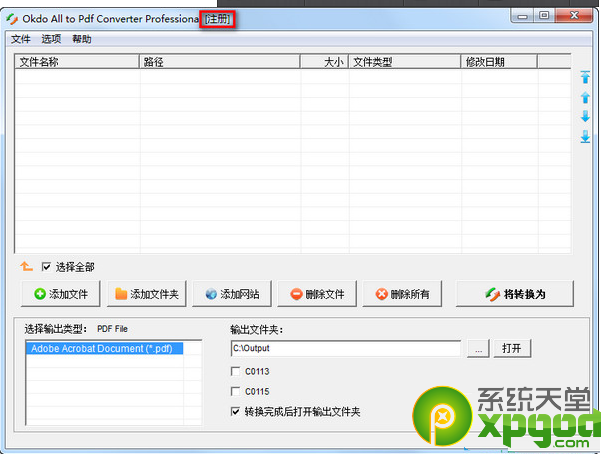 Okdo All to Pdf Converter Professiona [注册]
文件 选项 帮助
文件名称 路径 大小 文件类型 修改日期
选择全部
添加文件 添加文件夹 添加网站 删除文件 删除所有 将转换为
选择输出类型: PDF File
Adobe Acrobat Document (*.pdf)
输出文件夹:
C:\Output ... 打开
C0113
C0115
转换完成后打开输出文件夹
系统天堂
xpgod.com